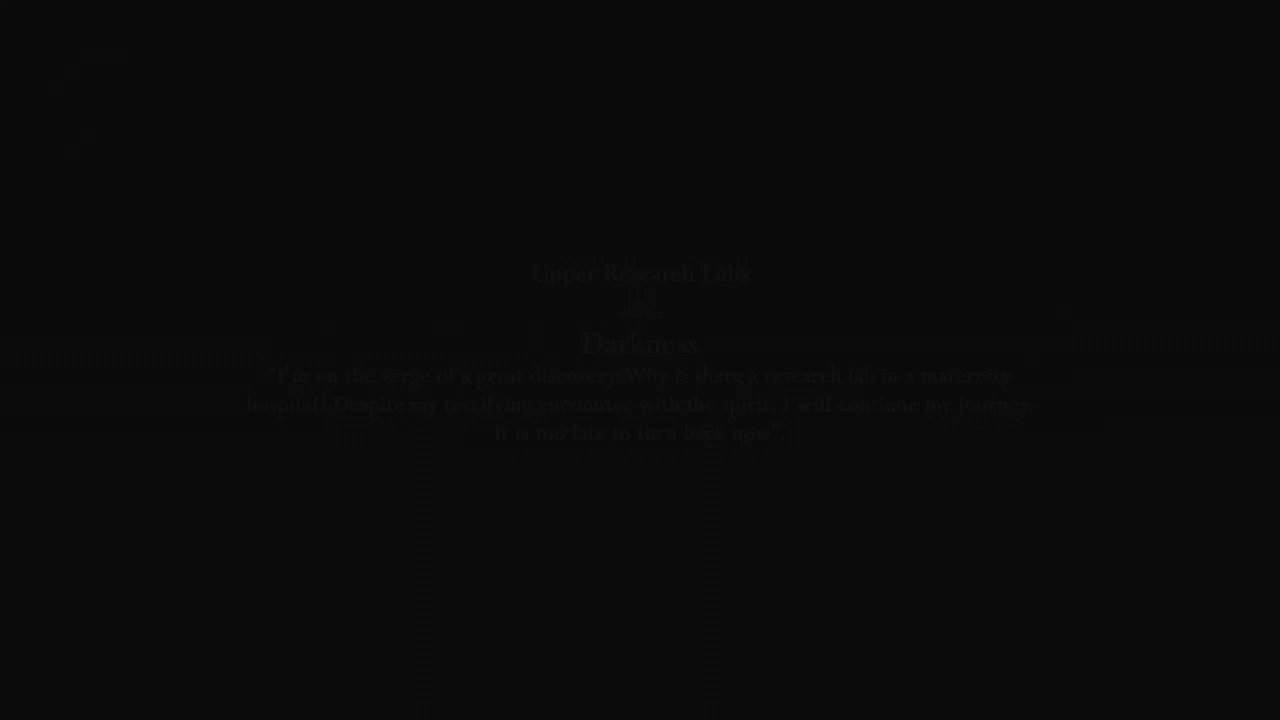 Upper Research Labs
Darkness
"I'm on the verge of a great discovery. Why is there a research lab in a maternity
hospital? Despite my terrifying encounter with the spirit, I will continue my journey.
It is too late to turn back now".